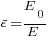 ε̄ = E₀/E